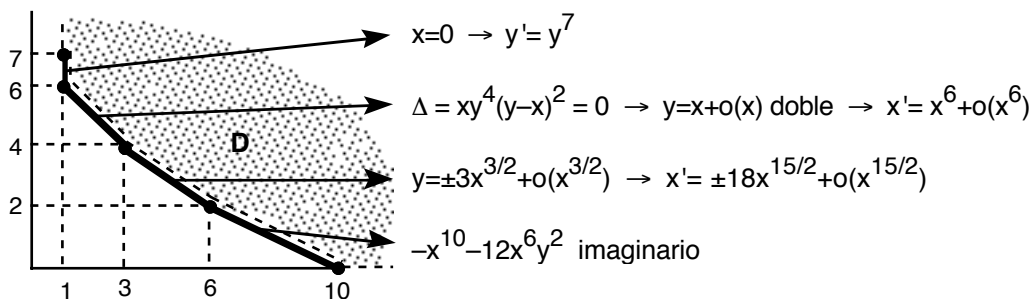 7
6
4
2
1 3 6 10
D
x=0 → y'= y^7
Δ = xy^4(y–x)^2 = 0 → y=x+o(x) doble → x'= x^6+o(x^6)
y=±3x^{3/2}+o(x^{3/2}) → x'= ±18x^{15/2}+o(x^{15/2})
–x^{10}–12x^6y^2 imaginario